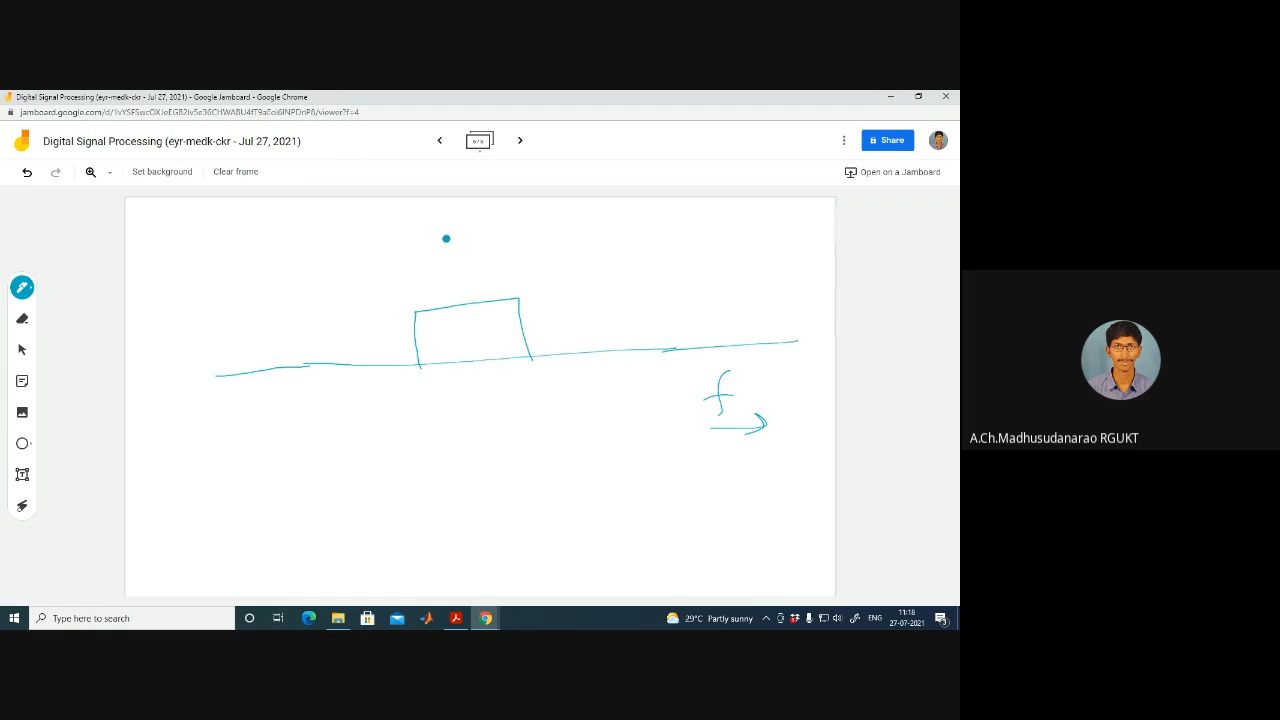 Digital Signal Processing (eyr-medk-ckr - Jul 27, 2021) - Google Jamboard - Google Chrome
Digital Signal Processing (eyr-medk-ckr - Jul 27, 2021)
Share
Set background
Clear frame
Open on a Jamboard
f
A.Ch.Madhusudanarao RGUKT
Type here to search
29°C Partly sunny
ENG
11:18
27-07-2021